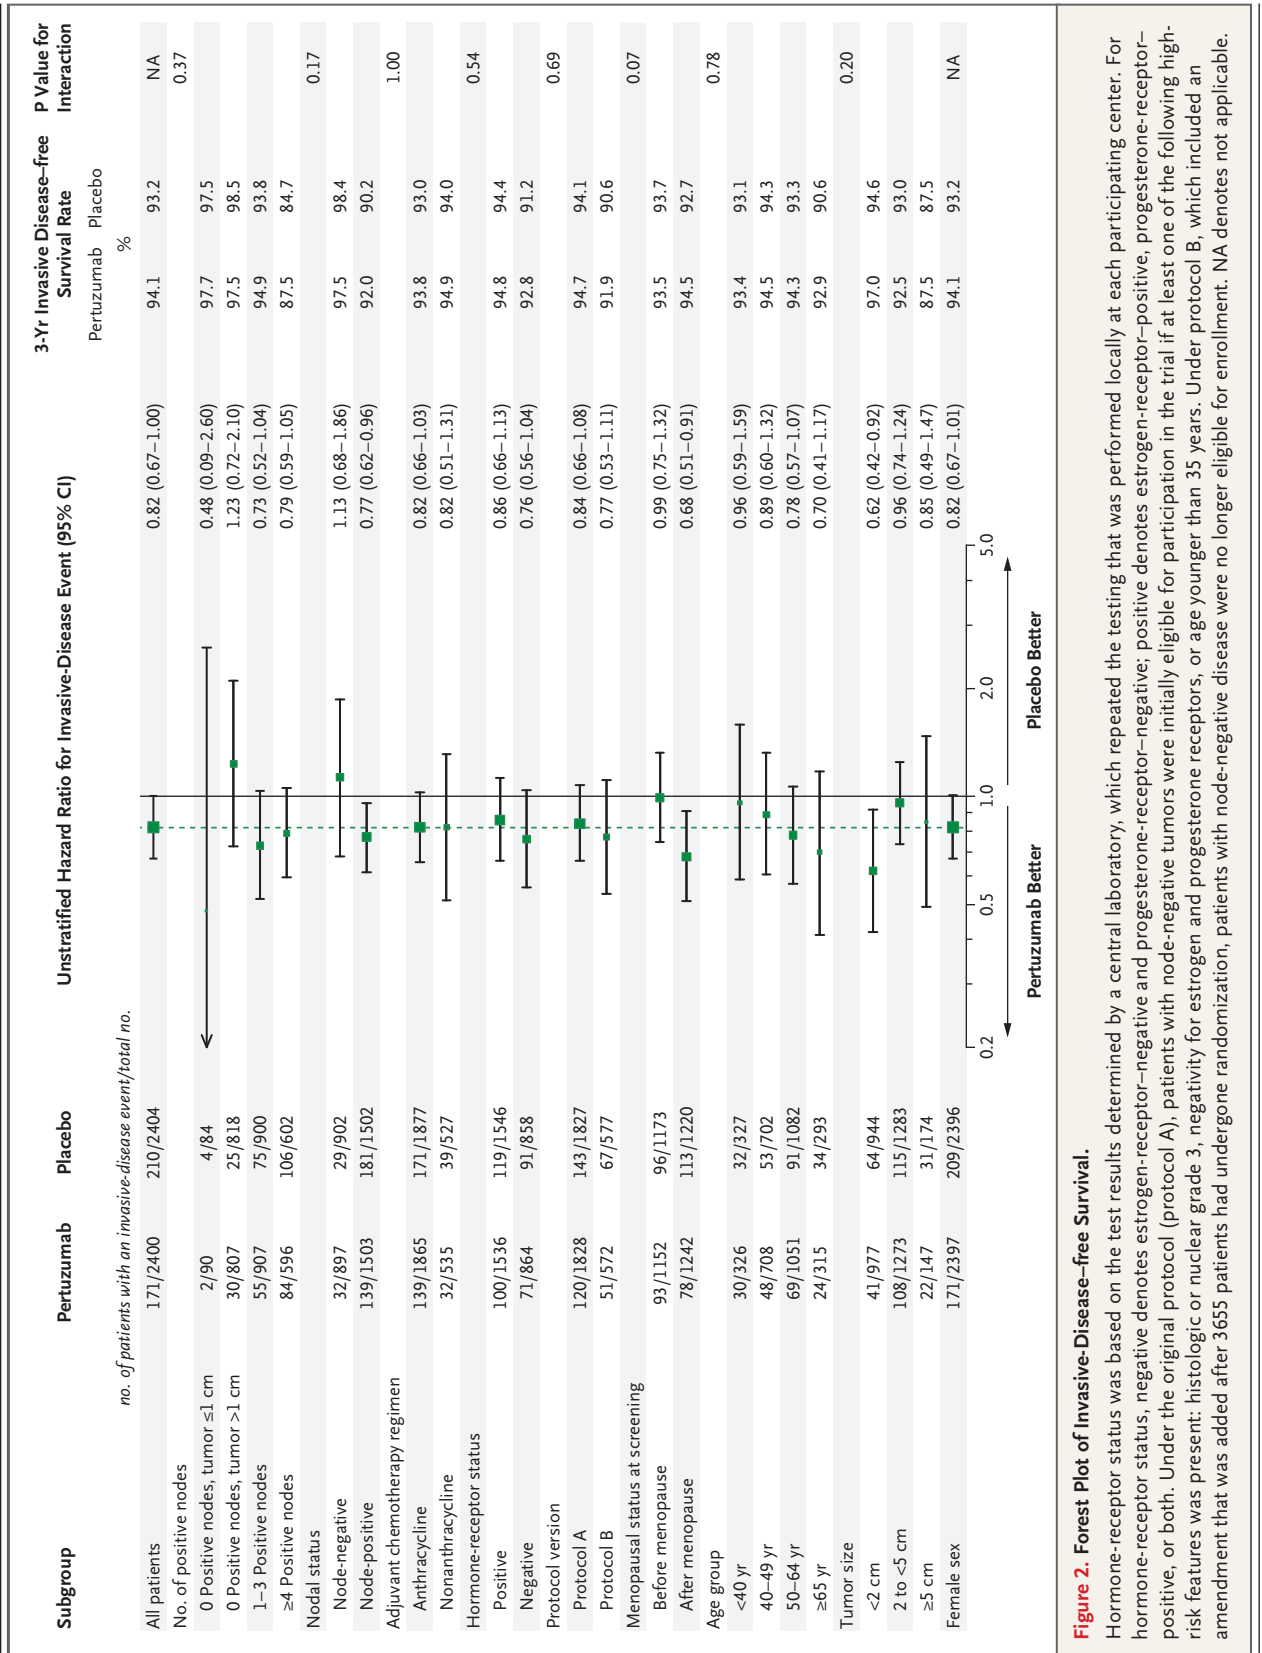 Subgroup Pertuzumab Placebo Unstratified Hazard Ratio for Invasive-Disease Event (95% CI) 3-Yr Invasive Disease–free Survival Rate P Value for Interaction
Pertuzumab Placebo
no. of patients with an invasive-disease event/total no. %
All patients 171/2400 210/2404 0.82 (0.67–1.00) 94.1 93.2 NA
No. of positive nodes 0.37
0 Positive nodes, tumor ≤1 cm 2/90 4/84 0.48 (0.09–2.60) 97.7 97.5
0 Positive nodes, tumor >1 cm 30/807 25/818 1.23 (0.72–2.10) 97.5 98.5
1–3 Positive nodes 55/907 75/900 0.73 (0.52–1.04) 94.9 93.8
≥4 Positive nodes 84/596 106/602 0.79 (0.59–1.05) 87.5 84.7
Nodal status 0.17
Node-negative 32/897 29/902 1.13 (0.68–1.86) 97.5 98.4
Node-positive 139/1503 181/1502 0.77 (0.62–0.96) 92.0 90.2
Adjuvant chemotherapy regimen 1.00
Anthracycline 139/1865 171/1877 0.82 (0.66–1.03) 93.8 93.0
Nonanthracycline 32/535 39/527 0.82 (0.51–1.31) 94.9 94.0
Hormone-receptor status 0.54
Positive 100/1536 119/1546 0.86 (0.66–1.13) 94.8 94.4
Negative 71/864 91/858 0.76 (0.56–1.04) 92.8 91.2
Protocol version 0.69
Protocol A 120/1828 143/1827 0.84 (0.66–1.08) 94.7 94.1
Protocol B 51/572 67/577 0.77 (0.53–1.11) 91.9 90.6
Menopausal status at screening 0.07
Before menopause 93/1152 96/1173 0.99 (0.75–1.32) 93.5 93.7
After menopause 78/1242 113/1220 0.68 (0.51–0.91) 94.5 92.7
Age group 0.78
<40 yr 30/326 32/327 0.96 (0.59–1.59) 93.4 93.1
40–49 yr 48/708 53/702 0.89 (0.60–1.32) 94.5 94.3
50–64 yr 69/1051 91/1082 0.78 (0.57–1.07) 94.3 93.3
≥65 yr 24/315 34/293 0.70 (0.41–1.17) 92.9 90.6
Tumor size 0.20
<2 cm 41/977 64/944 0.62 (0.42–0.92) 97.0 94.6
2 to <5 cm 108/1273 115/1283 0.96 (0.74–1.24) 92.5 93.0
≥5 cm 22/147 31/174 0.85 (0.49–1.47) 87.5 87.5
Female sex 171/2397 209/2396 0.82 (0.67–1.01) 94.1 93.2 NA
0.2 0.5 1.0 2.0 5.0
Pertuzumab Better Placebo Better
Figure 2. Forest Plot of Invasive-Disease–free Survival.
Hormone-receptor status was based on the test results determined by a central laboratory, which repeated the testing that was performed locally at each participating center. For
hormone-receptor status, negative denotes estrogen-receptor–negative and progesterone-receptor–negative; positive denotes estrogen-receptor–positive, progesterone-receptor–
positive, or both. Under the original protocol (protocol A), patients with node-negative tumors were initially eligible for participation in the trial if at least one of the following high-
risk features was present: histologic or nuclear grade 3, negativity for estrogen and progesterone receptors, or age younger than 35 years. Under protocol B, which included an
amendment that was added after 3655 patients had undergone randomization, patients with node-negative disease were no longer eligible for enrollment. NA denotes not applicable.